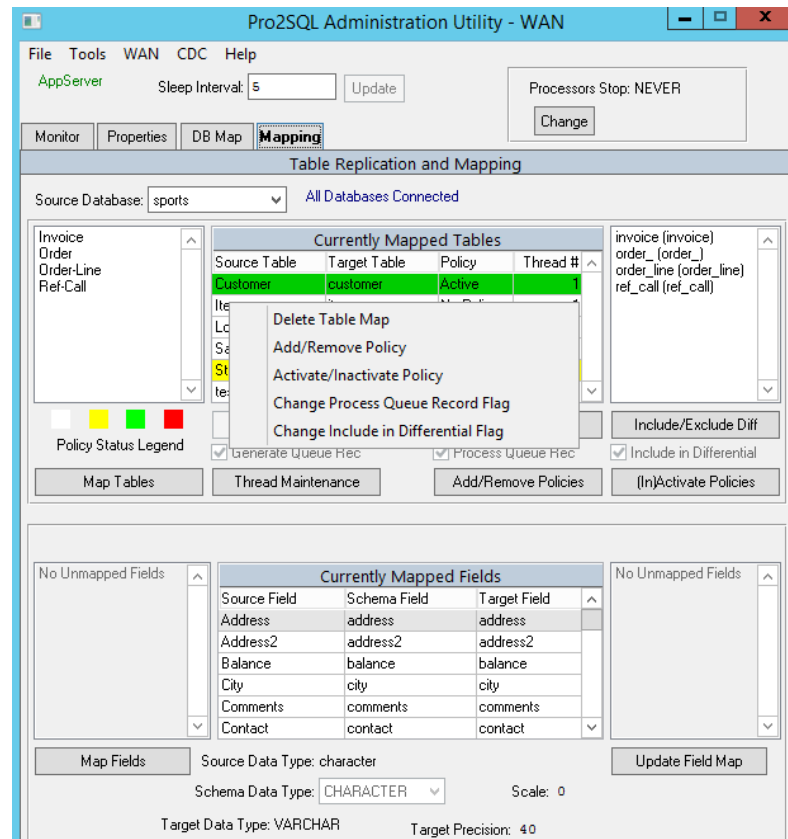 Pro2SQL Administration Utility - WAN
File Tools WAN CDC Help
AppServer Sleep Interval: 5 Update Processors Stop: NEVER
Change
Monitor Properties DB Map Mapping
Table Replication and Mapping
Source Database: sports All Databases Connected
Invoice
Order
Order-Line
Ref-Call
Currently Mapped Tables
Source Table Target Table Policy Thread #
Customer customer Active 1
Delete Table Map
Add/Remove Policy
Activate/Inactivate Policy
Change Process Queue Record Flag
Change Include in Differential Flag
invoice (invoice)
order_ (order_)
order_line (order_line)
ref_call (ref_call)
Include/Exclude Diff
Policy Status Legend Generate Queue Rec Process Queue Rec Include in Differential
Map Tables Thread Maintenance Add/Remove Policies (In)Activate Policies
No Unmapped Fields
Currently Mapped Fields
Source Field Schema Field Target Field
Address address address
Address2 address2 address2
Balance balance balance
City city city
Comments comments comments
Contact contact contact
No Unmapped Fields
Map Fields Source Data Type: character Update Field Map
Schema Data Type: CHARACTER Scale: 0
Target Data Type: VARCHAR Target Precision: 40